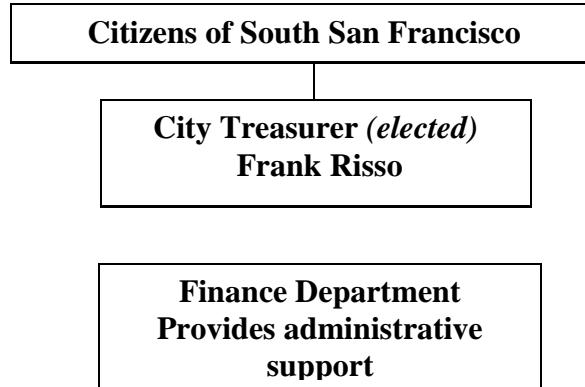 Citizens of South San Francisco
City Treasurer (elected)
Frank Risso
Finance Department
Provides administrative
support